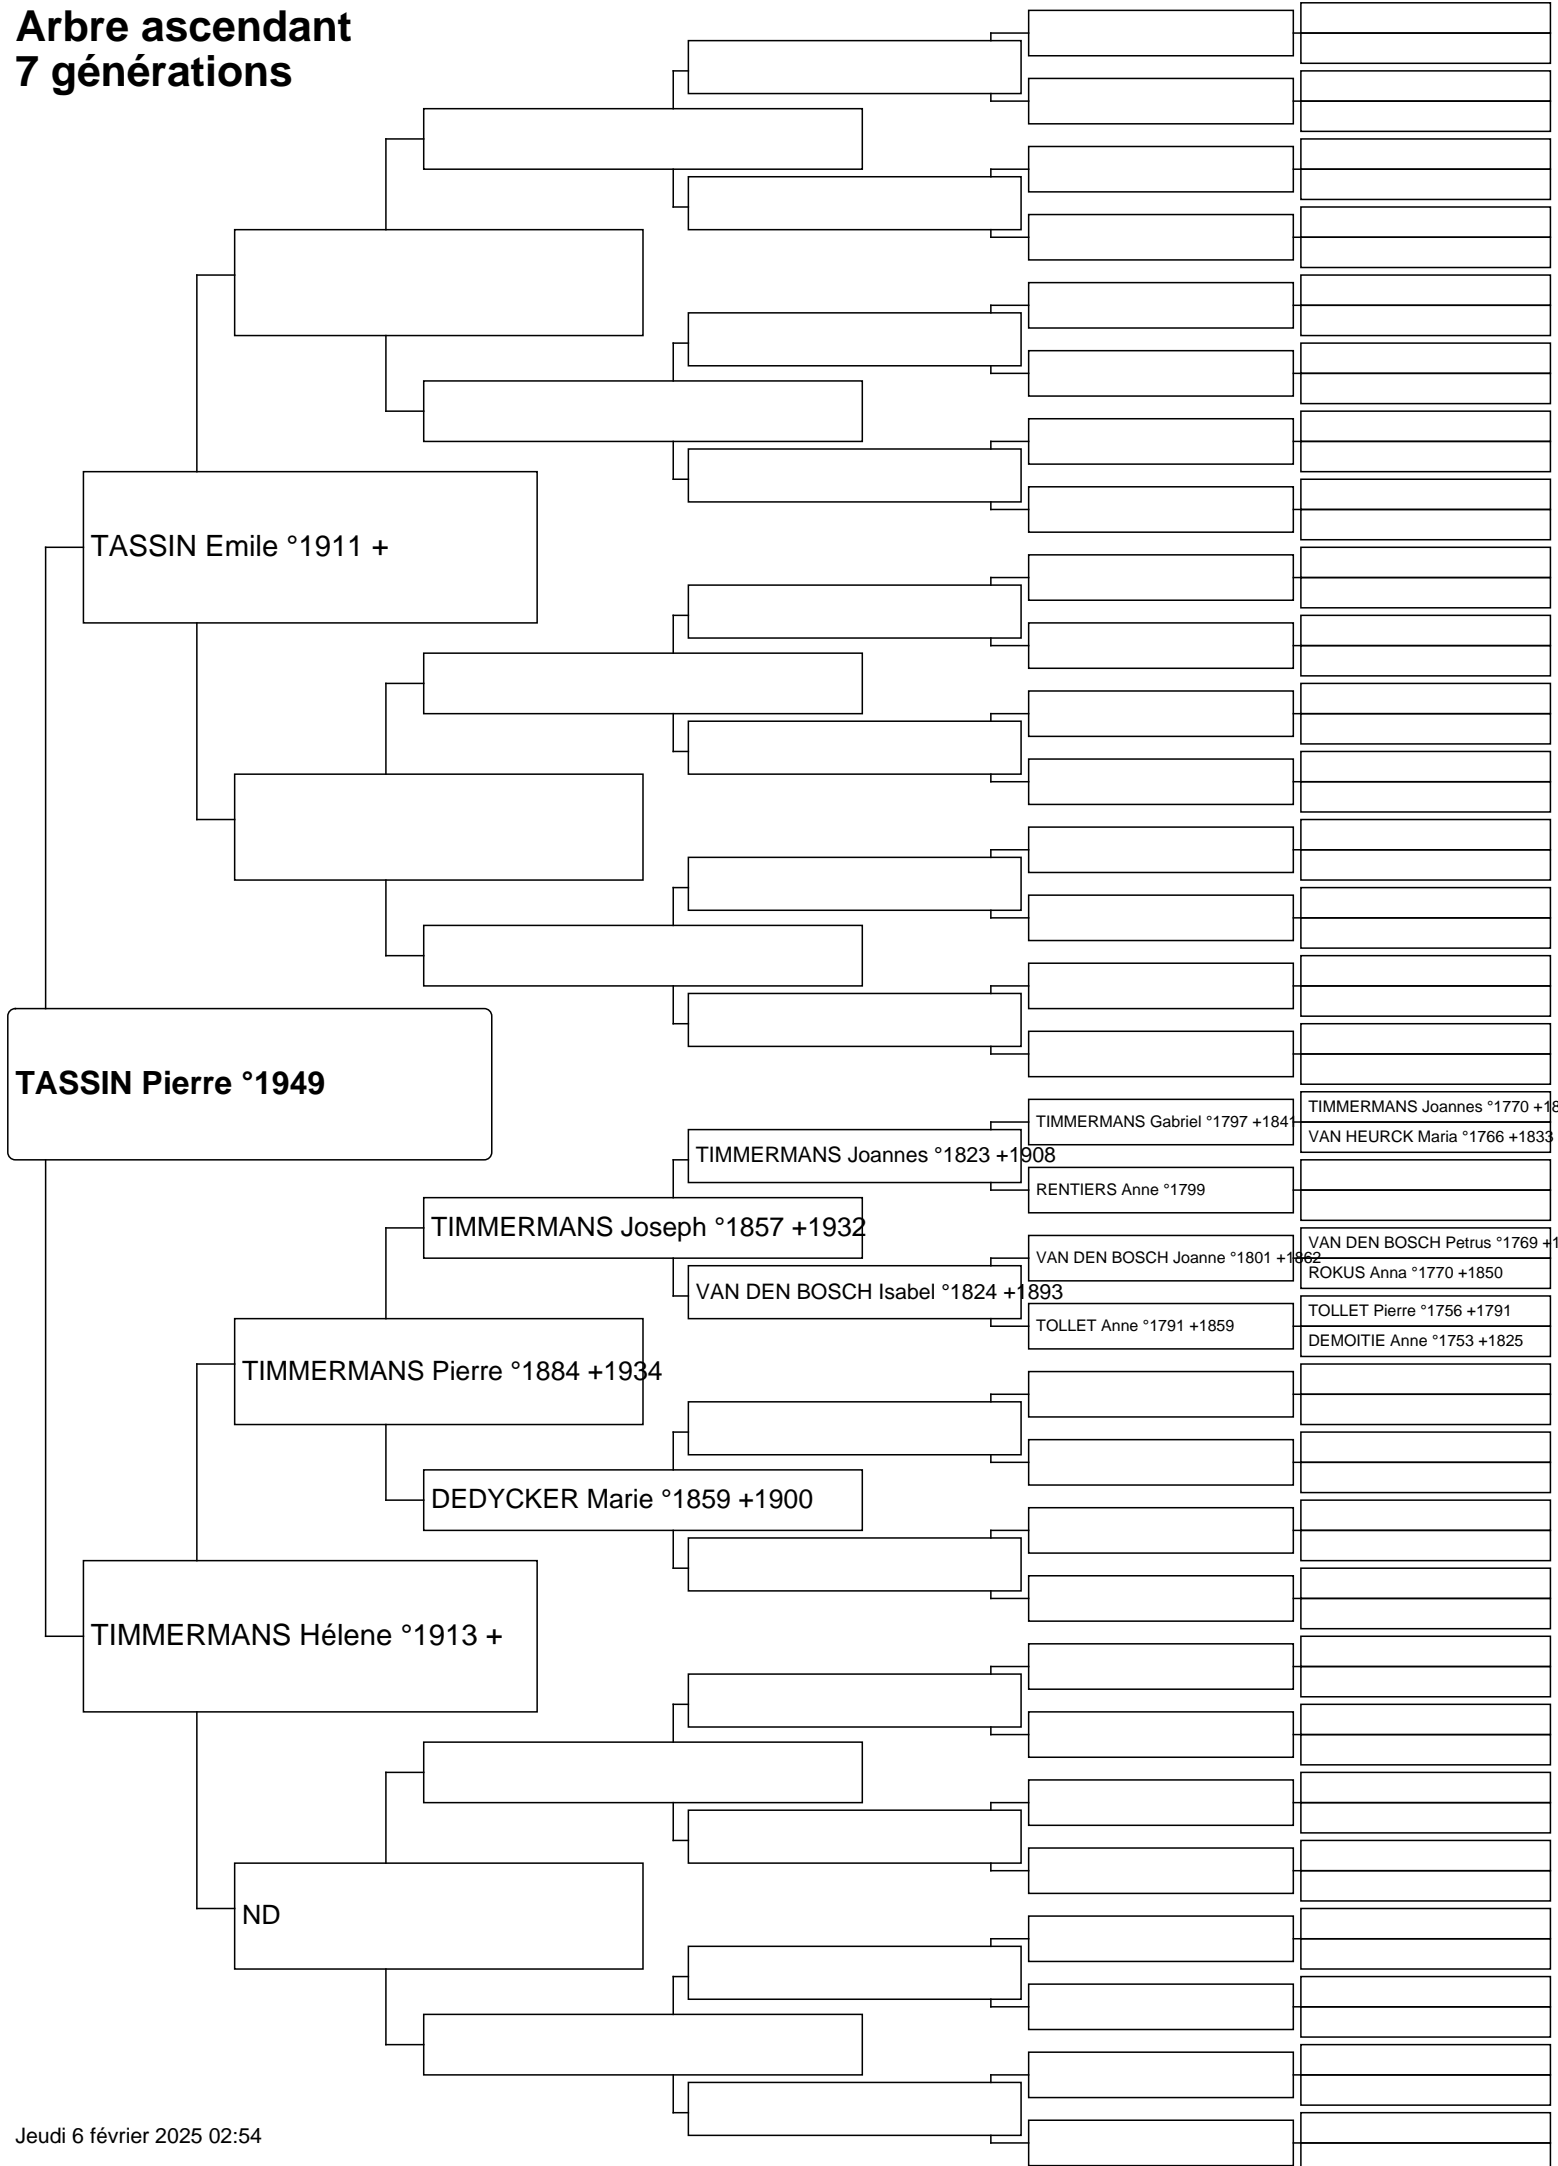 Arbre ascendant
7 générations
TASSIN Emile °1911 +
TASSIN Pierre °1949
TIMMERMANS Gabriel °1797 +1841
TIMMERMANS Joannes °1770 +18
VAN HEURCK Maria °1766 +1833
TIMMERMANS Joannes °1823 +1908
RENTIERS Anne °1799
TIMMERMANS Joseph °1857 +1932
VAN DEN BOSCH Joanne °1801 +1862
VAN DEN BOSCH Petrus °1769 +1
ROKUS Anna °1770 +1850
VAN DEN BOSCH Isabel °1824 +1893
TOLLET Anne °1791 +1859
TOLLET Pierre °1756 +1791
DEMOITIE Anne °1753 +1825
TIMMERMANS Pierre °1884 +1934
DEDYCKER Marie °1859 +1900
TIMMERMANS Hélene °1913 +
ND
Jeudi 6 février 2025 02:54